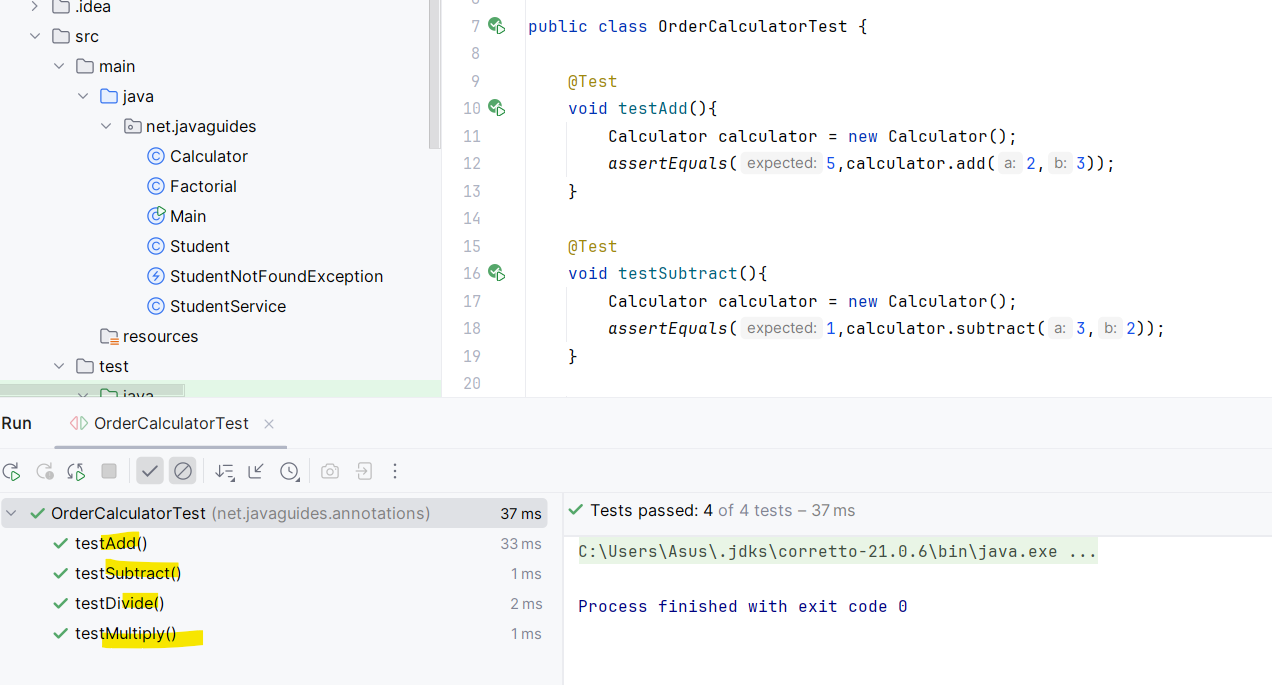 .idea
src
main
java
net.javaguides
Calculator
Factorial
Main
Student
StudentNotFoundException
StudentService
resources
test
java
7 public class OrderCalculatorTest {
8
9 @Test
10 void testAdd(){
11 Calculator calculator = new Calculator();
12 assertEquals( expected: 5,calculator.add( a: 2, b: 3));
13 }
14
15 @Test
16 void testSubtract(){
17 Calculator calculator = new Calculator();
18 assertEquals( expected: 1,calculator.subtract( a: 3, b: 2));
19 }
20
Run OrderCalculatorTest
OrderCalculatorTest (net.javaguides.annotations) 37 ms
testAdd() 33 ms
testSubtract() 1 ms
testDivide() 2 ms
testMultiply() 1 ms
Tests passed: 4 of 4 tests – 37 ms
C:\Users\Asus\.jdks\corretto-21.0.6\bin\java.exe ...
Process finished with exit code 0